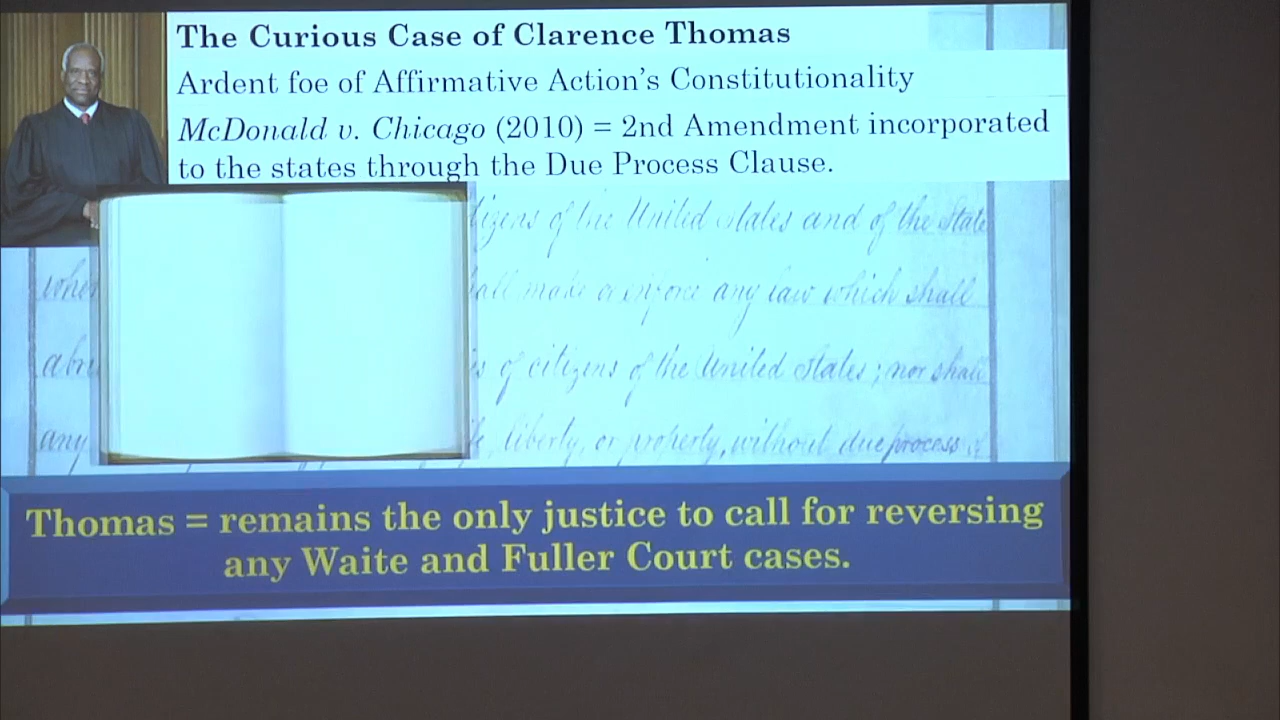 The Curious Case of Clarence Thomas
Ardent foe of Affirmative Action's Constitutionality
McDonald v. Chicago (2010) = 2nd Amendment incorporated
to the states through the Due Process Clause.
of the United States and of the State
make or enforce any law which shall
of citizens of the United States; nor shall
any liberty, or property, without due process of
Thomas = remains the only justice to call for reversing
any Waite and Fuller Court cases.